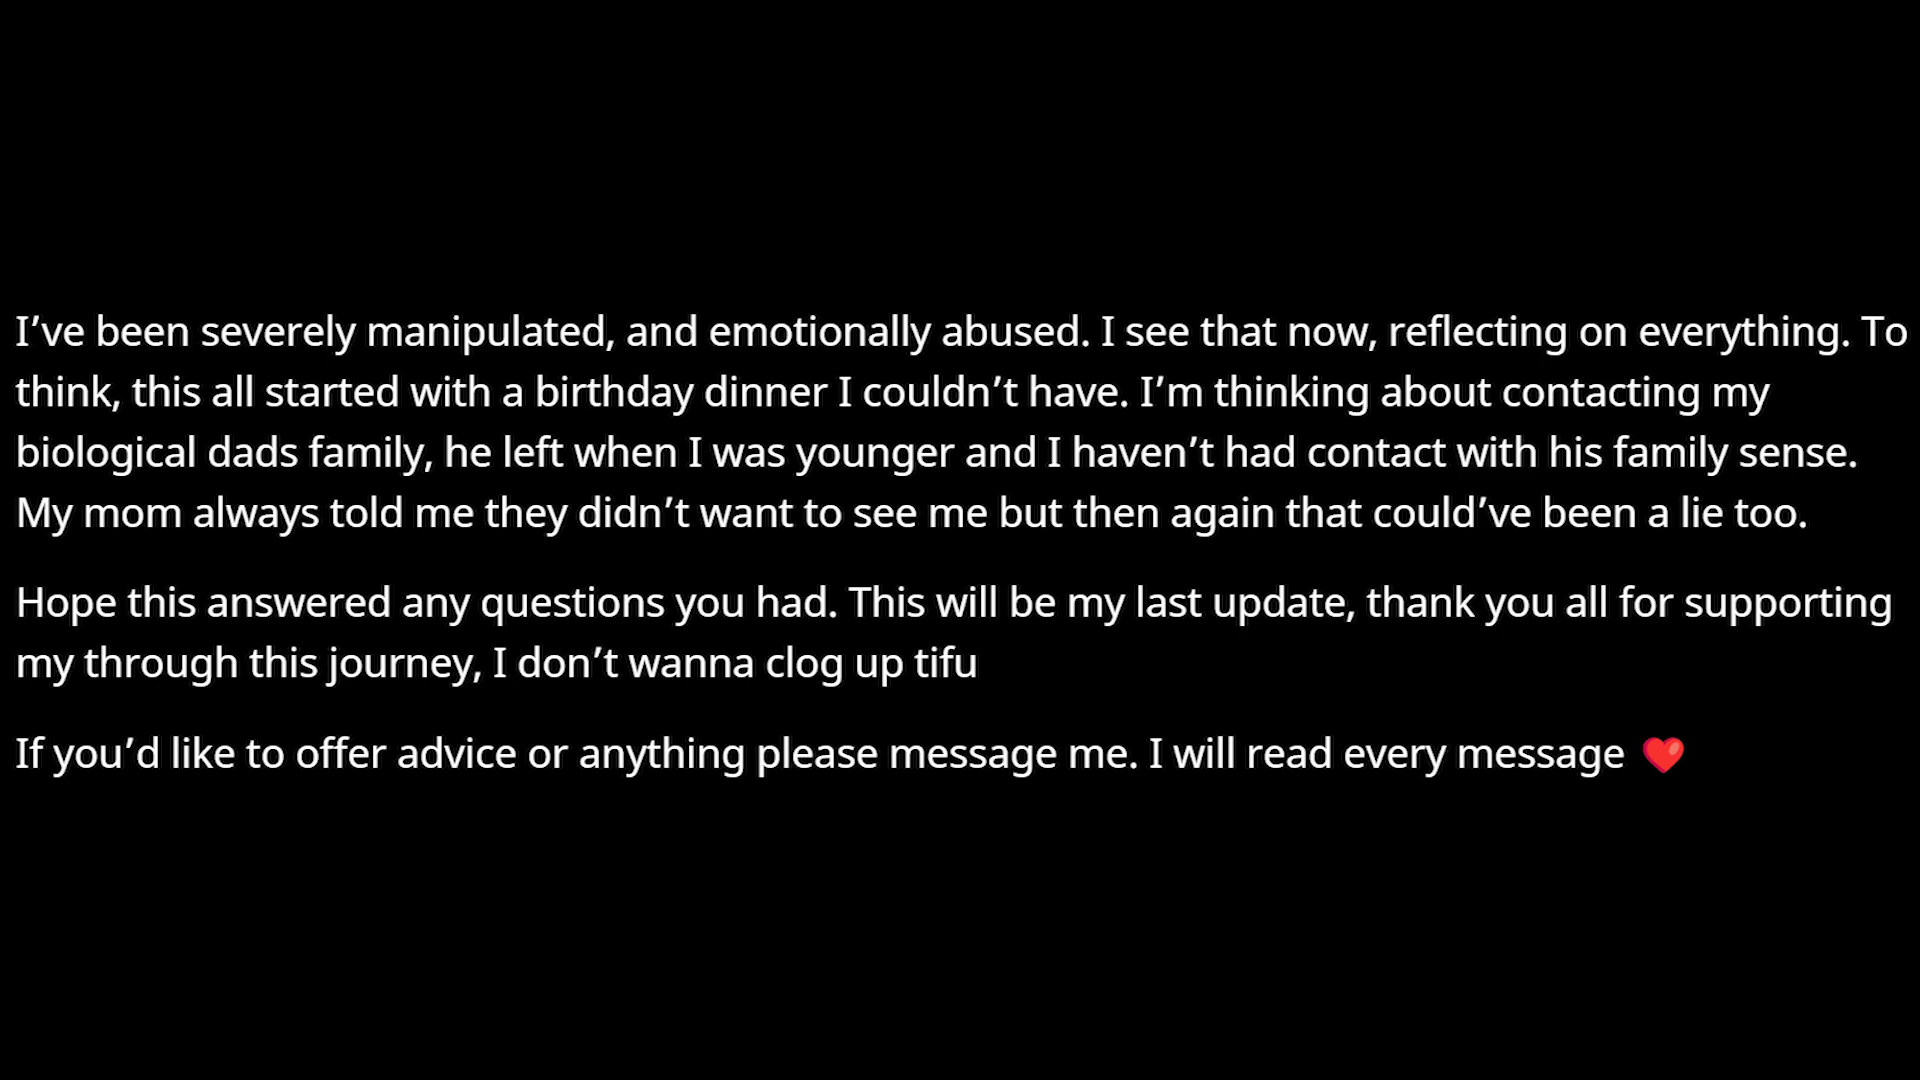 I’ve been severely manipulated, and emotionally abused. I see that now, reflecting on everything. To
think, this all started with a birthday dinner I couldn’t have. I’m thinking about contacting my
biological dads family, he left when I was younger and I haven’t had contact with his family sense.
My mom always told me they didn’t want to see me but then again that could’ve been a lie too.
Hope this answered any questions you had. This will be my last update, thank you all for supporting
my through this journey, I don’t wanna clog up tifu
If you’d like to offer advice or anything please message me. I will read every message ❤️